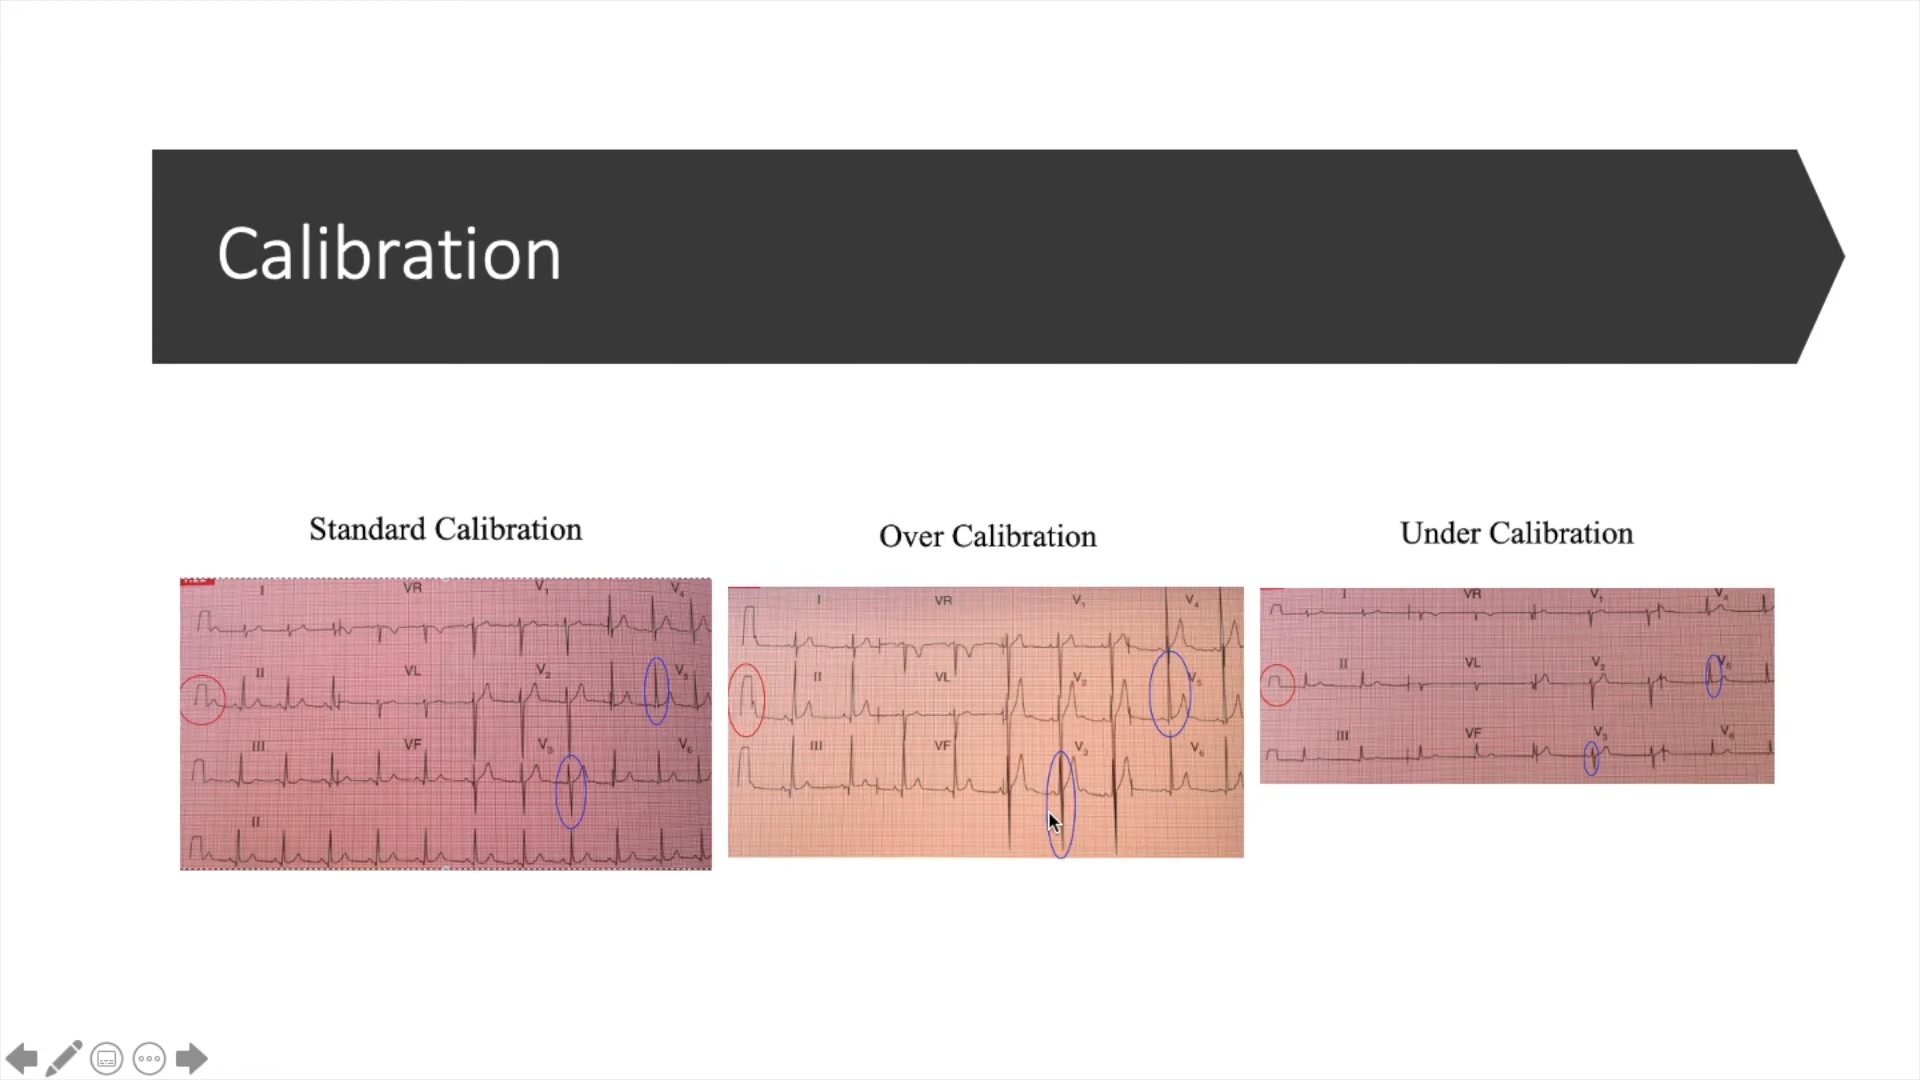 Calibration
Standard Calibration
Over Calibration
Under Calibration
I VR V1 V4
II VL V2 V5
III VF V3 V6
II
I VR V1 V4
II VL V2 V5
III VF V3 V6
I VR V1 V4
II VL V2 V5
III VF V3 V6